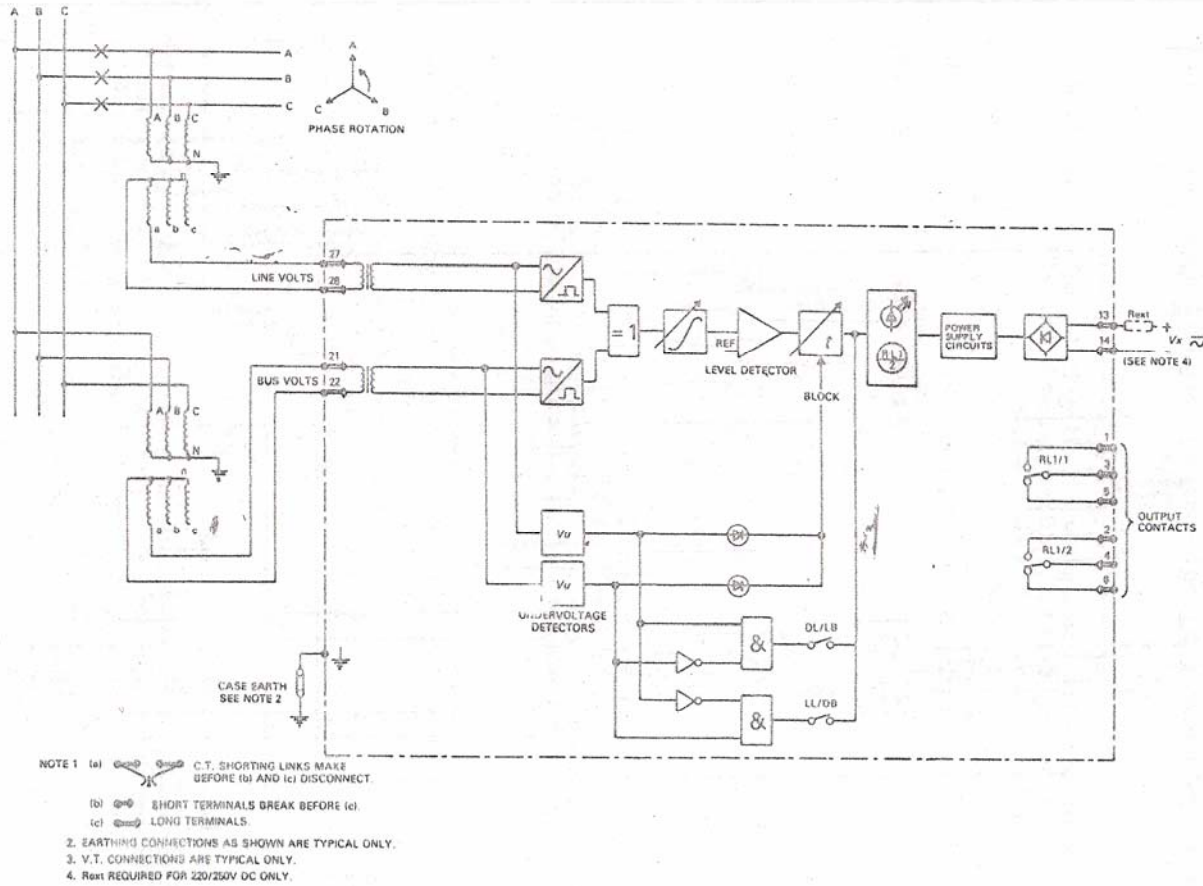 A B C
A
B
C
A
C B
PHASE ROTATION
A B C
N
n
a b c
LINE VOLTS
27
28
BUS VOLTS
21
22
A B C
N
n
a b c
= 1
REF
LEVEL DETECTOR
t
BLOCK
RL1
2
POWER
SUPPLY
CIRCUITS
13
14
Rext
+
Vx
(SEE NOTE 4)
1
RL1/1
3
5
2
RL1/2
4
6
OUTPUT
CONTACTS
Vu
Vu
UNDERVOLTAGE
DETECTORS
&
DL/LB
&
LL/DB
CASE EARTH
SEE NOTE 2
NOTE 1 (a) C.T. SHORTING LINKS MAKE
BEFORE (b) AND (c) DISCONNECT.
(b) SHORT TERMINALS BREAK BEFORE (c).
(c) LONG TERMINALS.
2. EARTHING CONNECTIONS AS SHOWN ARE TYPICAL ONLY.
3. V.T. CONNECTIONS ARE TYPICAL ONLY.
4. Rext REQUIRED FOR 220/250V DC ONLY.